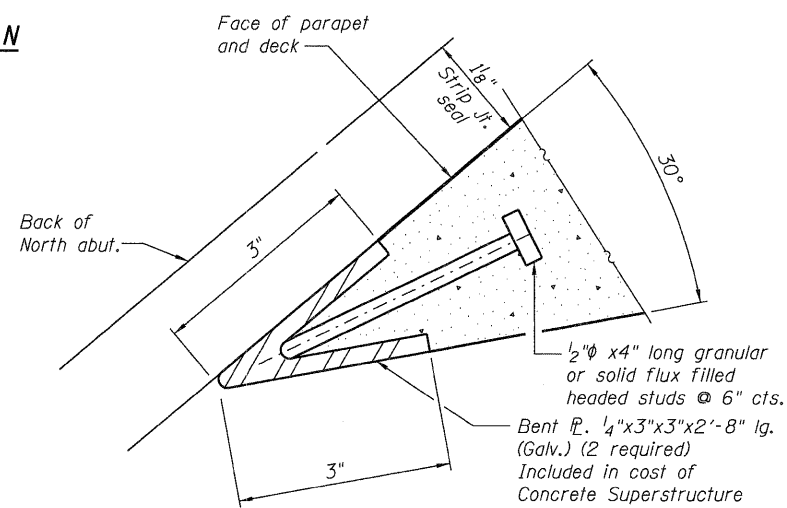 N
Face of parapet
and deck
1 1/8"
Strip Jt.
seal
30°
3"
Back of
North abut.
1/2"φ x4" long granular
or solid flux filled
headed studs @ 6" cts.
Bent ℄. 1/4"x3"x3"x2'-8" lg.
(Galv.) (2 required)
Included in cost of
Concrete Superstructure
3"